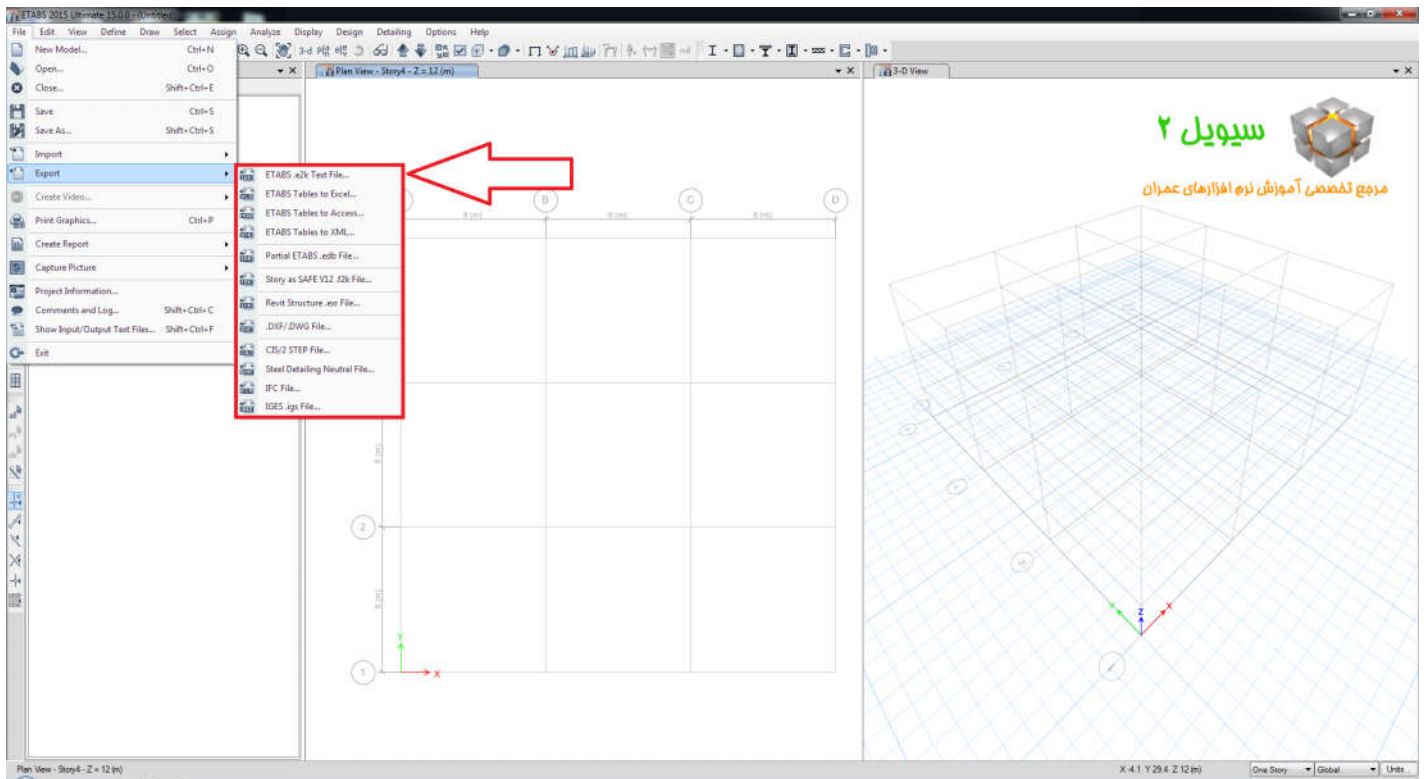 ETABS 2015 Ultimate 15.0.0 - (Untitled)
File Edit View Define Draw Select Assign Analyze Display Design Detailing Options Help
New Model... Ctrl+N
Open... Ctrl+O
Close... Shift+Ctrl+E
Save Ctrl+S
Save As... Shift+Ctrl+S
Import
Export
Create Video...
Print Graphics... Ctrl+P
Create Report
Capture Picture
Project Information...
Comments and Log... Shift+Ctrl+C
Show Input/Output Text Files... Shift+Ctrl+F
Exit
ETABS .e2k Text File...
ETABS Tables to Excel...
ETABS Tables to Access...
ETABS Tables to XML...
Partial ETABS .edb File...
Story as SAFE V12 .f2k File...
Revit Structure .exr File...
.DXF/.DWG File...
CIS/2 STEP File...
Steel Detailing Neutral File...
IFC File...
IGES .igs File...
3-d
Plan View - Story4 - Z = 12 (m)
B C D
8 (m) 8 (m) 8 (m)
8 (m)
2
8 (m)
1
Y
X
3-D View
سیویل ۲
مرجع تخصصی آموزش نرم افزارهای عمران
Y Z X
Plan View - Story4 - Z = 12 (m)
X -4.1 Y 29.4 Z 12 (m)
One Story
Global
Units...